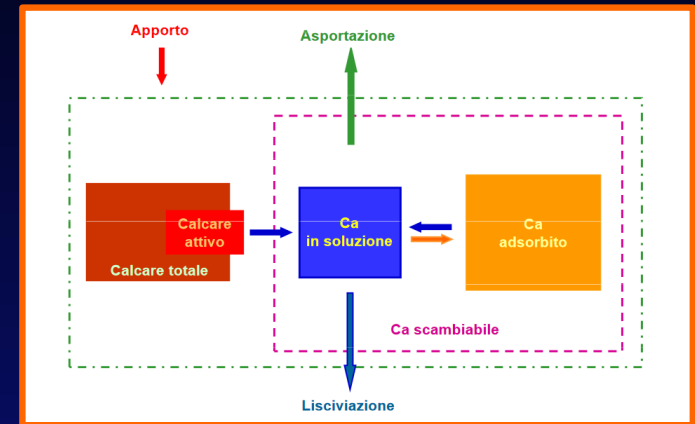 Apporto
Asportazione
Calcare
attivo
Calcare totale
Ca
in soluzione
Ca
adsorbito
Ca scambiabile
Lisciviazione